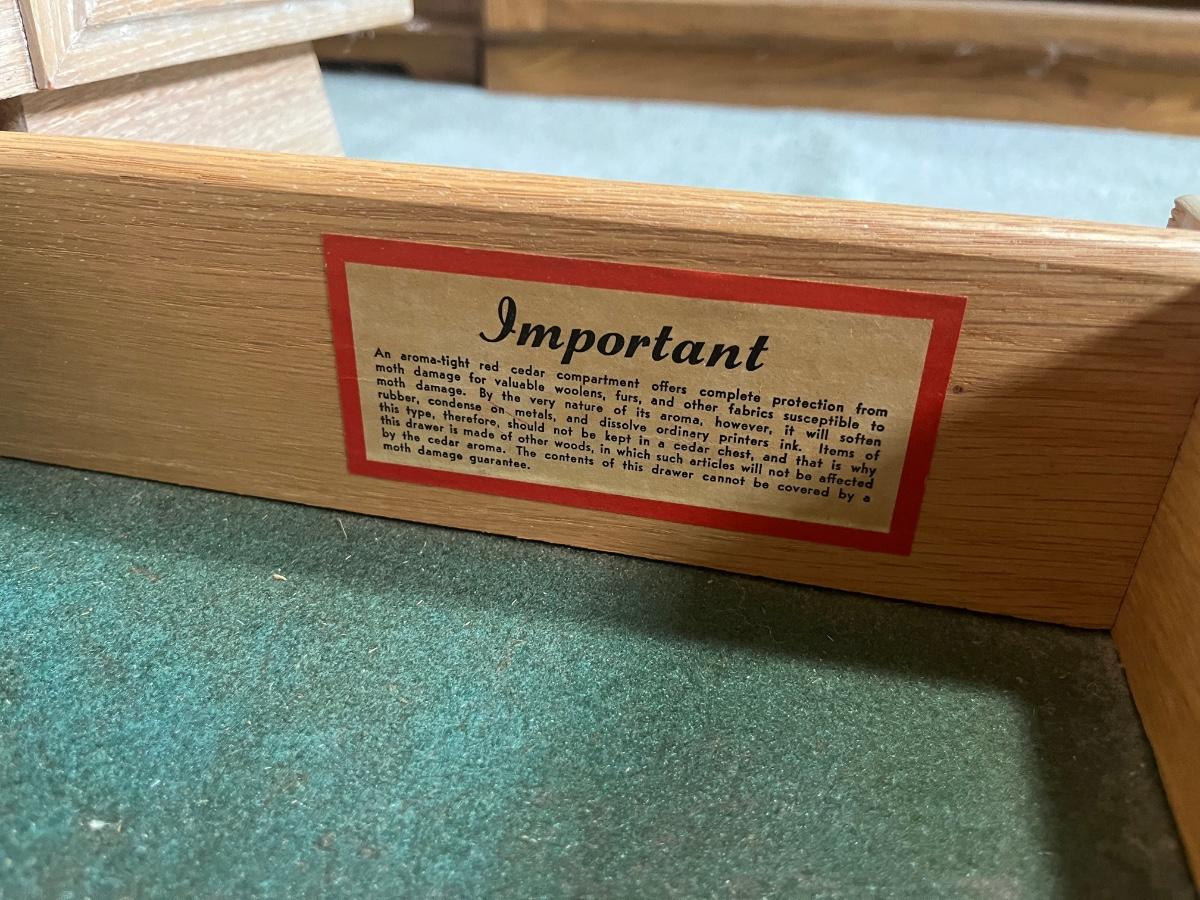 Important
An aroma-tight red cedar compartment offers complete protection from
moth damage for valuable woolens, furs, and other fabrics susceptible to
moth damage. By the very nature of its aroma, however, it will soften
rubber, condense on metals, and dissolve ordinary printers ink. Items of
this type, therefore, should not be kept in a cedar chest, and that is why
this drawer is made of other woods, in which such articles will not be affected
by the cedar aroma. The contents of this drawer cannot be covered by a
moth damage guarantee.